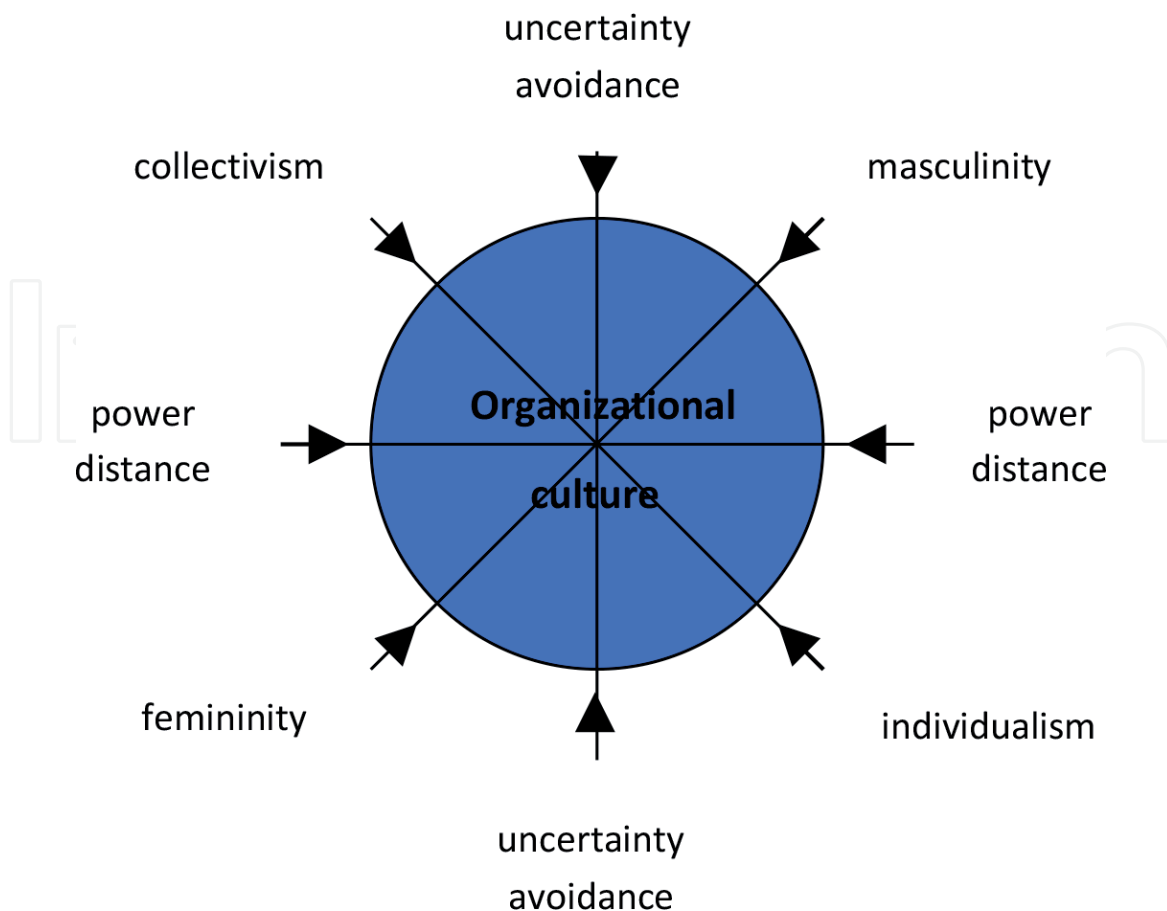 uncertainty
avoidance
collectivism
masculinity
Organizational
culture
power
distance
power
distance
femininity
individualism
uncertainty
avoidance